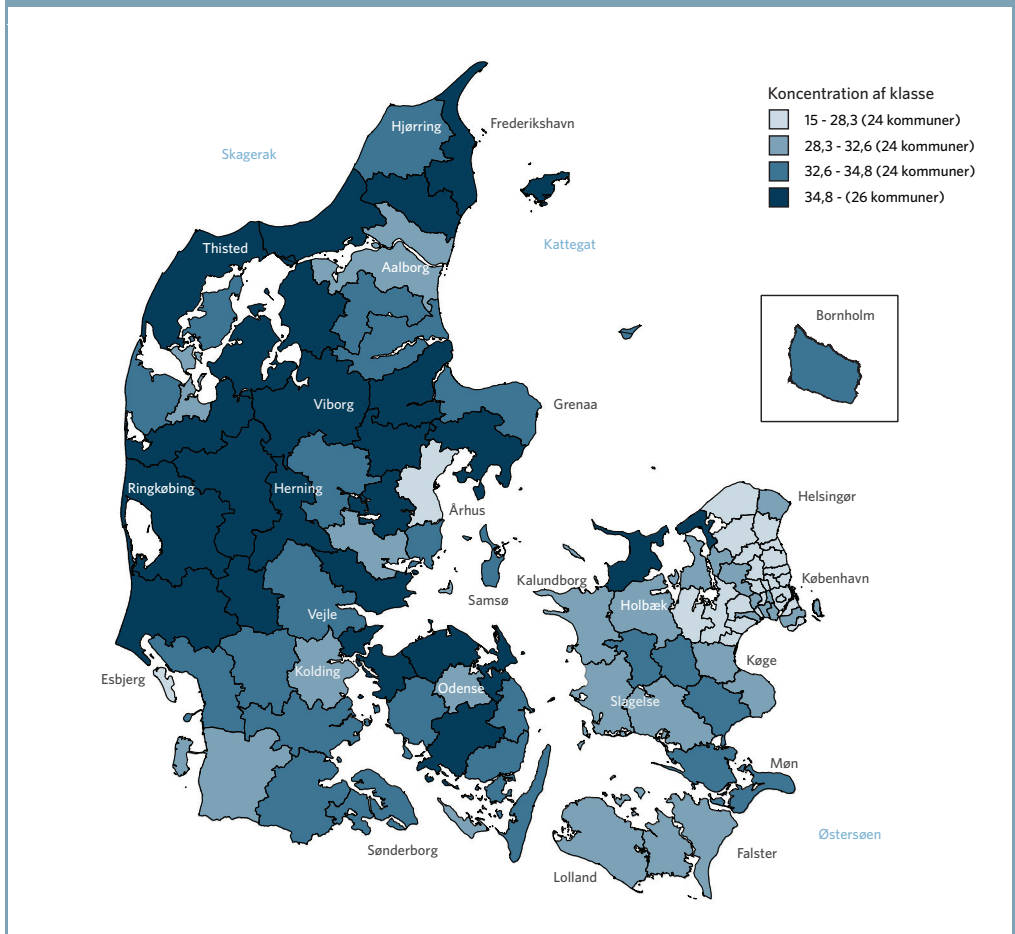 Koncentration af klasse
15 - 28,3 (24 kommuner)
28,3 - 32,6 (24 kommuner)
32,6 - 34,8 (24 kommuner)
34,8 - (26 kommuner)
Hjørring
Frederikshavn
Skagerak
Kattegat
Thisted
Aalborg
Bornholm
Viborg
Grenaa
Ringkøbing
Herning
Århus
Helsingør
Kalundborg
København
Samsø
Holbæk
Vejle
Køge
Esbjerg
Kolding
Odense
Slagelse
Møn
Østersøen
Sønderborg
Falster
Lolland